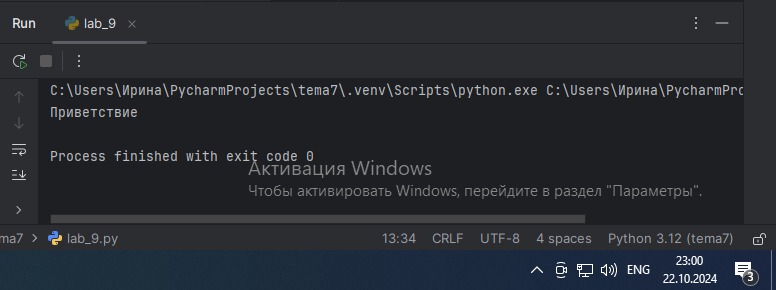 Run lab_9
C:\Users\Ирина\PycharmProjects\tema7\.venv\Scripts\python.exe C:\Users\Ирина\PycharmPro
Приветствие
Process finished with exit code 0
Активация Windows
Чтобы активировать Windows, перейдите в раздел "Параметры".
ma7 > lab_9.py 13:34 CRLF UTF-8 4 spaces Python 3.12 (tema7)
23:00
ENG
22.10.2024
3